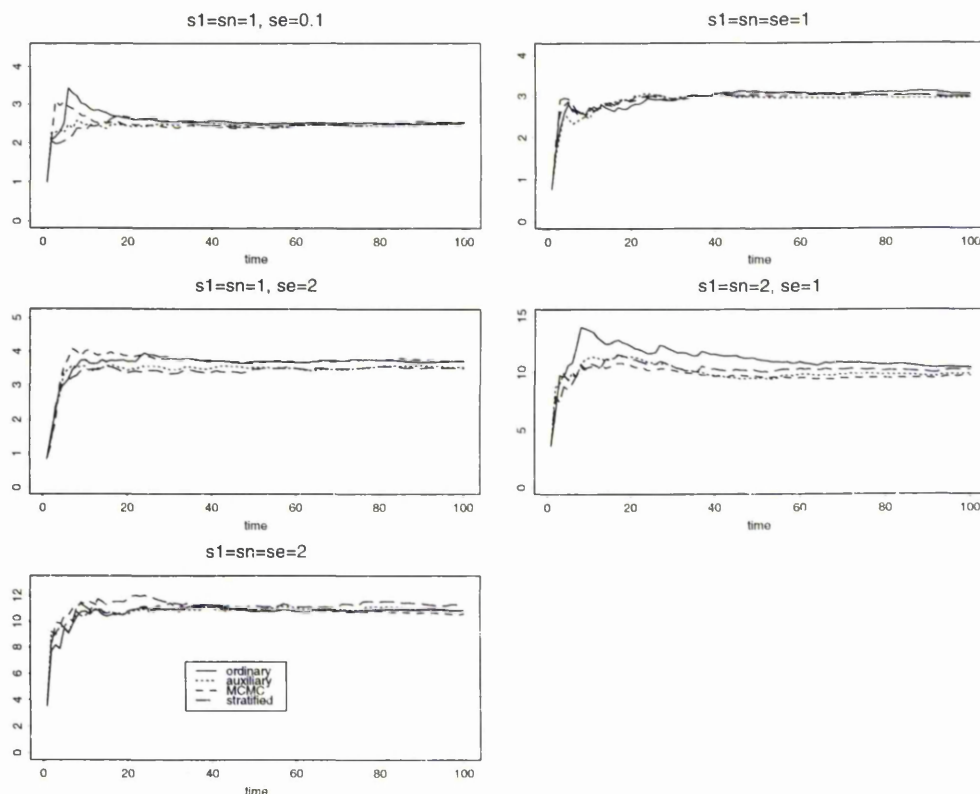 s1=sn=1, se=0.1
4
3
2
1
0
0 20 40 60 80 100
time
s1=sn=se=1
4
3
2
1
0
0 20 40 60 80 100
time
s1=sn=1, se=2
5
4
3
2
1
0
0 20 40 60 80 100
time
s1=sn=2, se=1
15
10
5
0
0 20 40 60 80 100
time
s1=sn=se=2
12
10
8
6
4
2
0
ordinary
auxiliary
MCMC
stratified
0 20 40 60 80 100
time